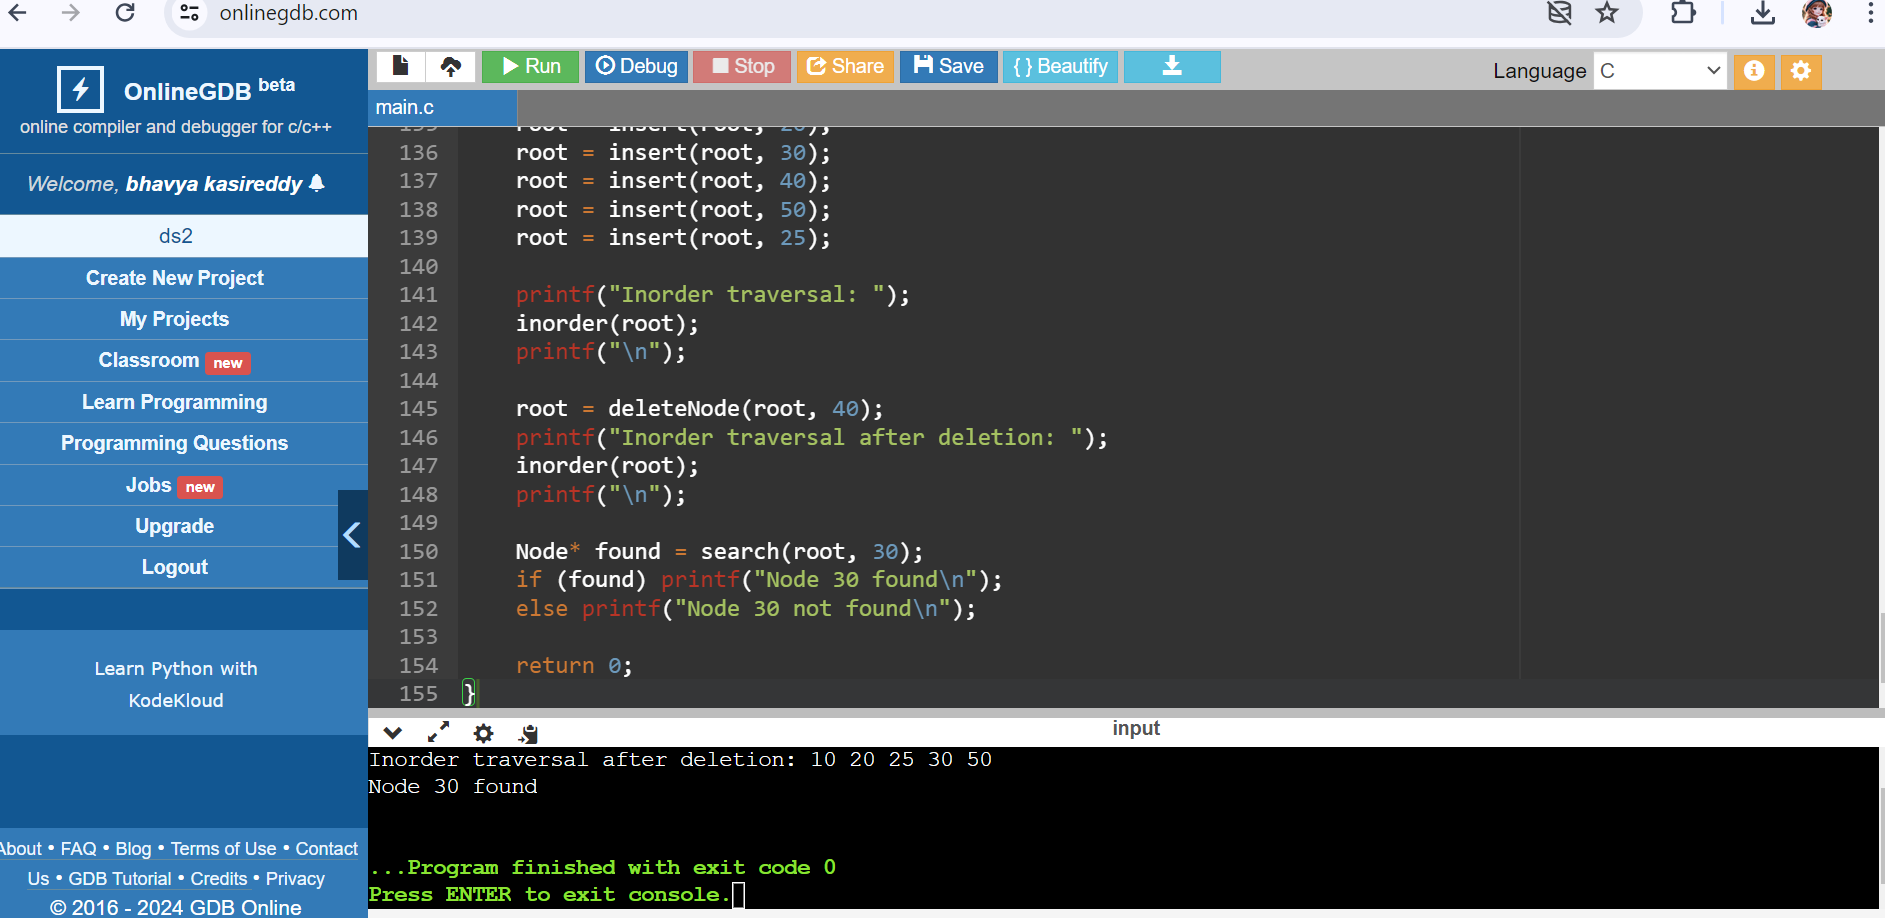 onlinegdb.com
OnlineGDB beta
online compiler and debugger for c/c++
Welcome, bhavya kasireddy
ds2
Create New Project
My Projects
Classroom new
Learn Programming
Programming Questions
Jobs new
Upgrade
Logout
Learn Python with
KodeKloud
About • FAQ • Blog • Terms of Use • Contact
Us • GDB Tutorial • Credits • Privacy
© 2016 - 2024 GDB Online
Run Debug Stop Share Save { } Beautify
Language C
main.c
135 root = insert(root, 20);
136 root = insert(root, 30);
137 root = insert(root, 40);
138 root = insert(root, 50);
139 root = insert(root, 25);
140
141 printf("Inorder traversal: ");
142 inorder(root);
143 printf("\n");
144
145 root = deleteNode(root, 40);
146 printf("Inorder traversal after deletion: ");
147 inorder(root);
148 printf("\n");
149
150 Node* found = search(root, 30);
151 if (found) printf("Node 30 found\n");
152 else printf("Node 30 not found\n");
153
154 return 0;
155 }
input
Inorder traversal after deletion: 10 20 25 30 50
Node 30 found
...Program finished with exit code 0
Press ENTER to exit console.